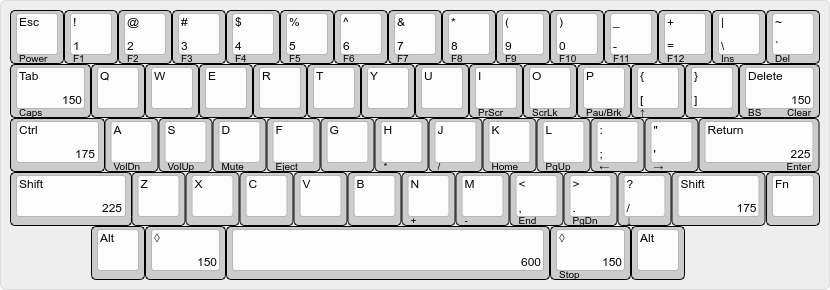 Esc ! @ # $ % ^ & * ( ) _ + | ~
1 2 3 4 5 6 7 8 9 0 - = \ `
Power F1 F2 F3 F4 F5 F6 F7 F8 F9 F10 F11 F12 Ins Del
Tab Q W E R T Y U I O P { } Delete
150 [ ] 150
Caps PrScr ScrLk Pau/Brk ↑ BS Clear
Ctrl A S D F G H J K L : " Return
175 ; ' 225
VolDn VolUp Mute Eject * / Home PgUp ← → Enter
Shift Z X C V B N M < > ? Shift Fn
225 , . / 175
+ - End PgDn ↓
Alt ◊ ◊ Alt
150 600 150
Stop